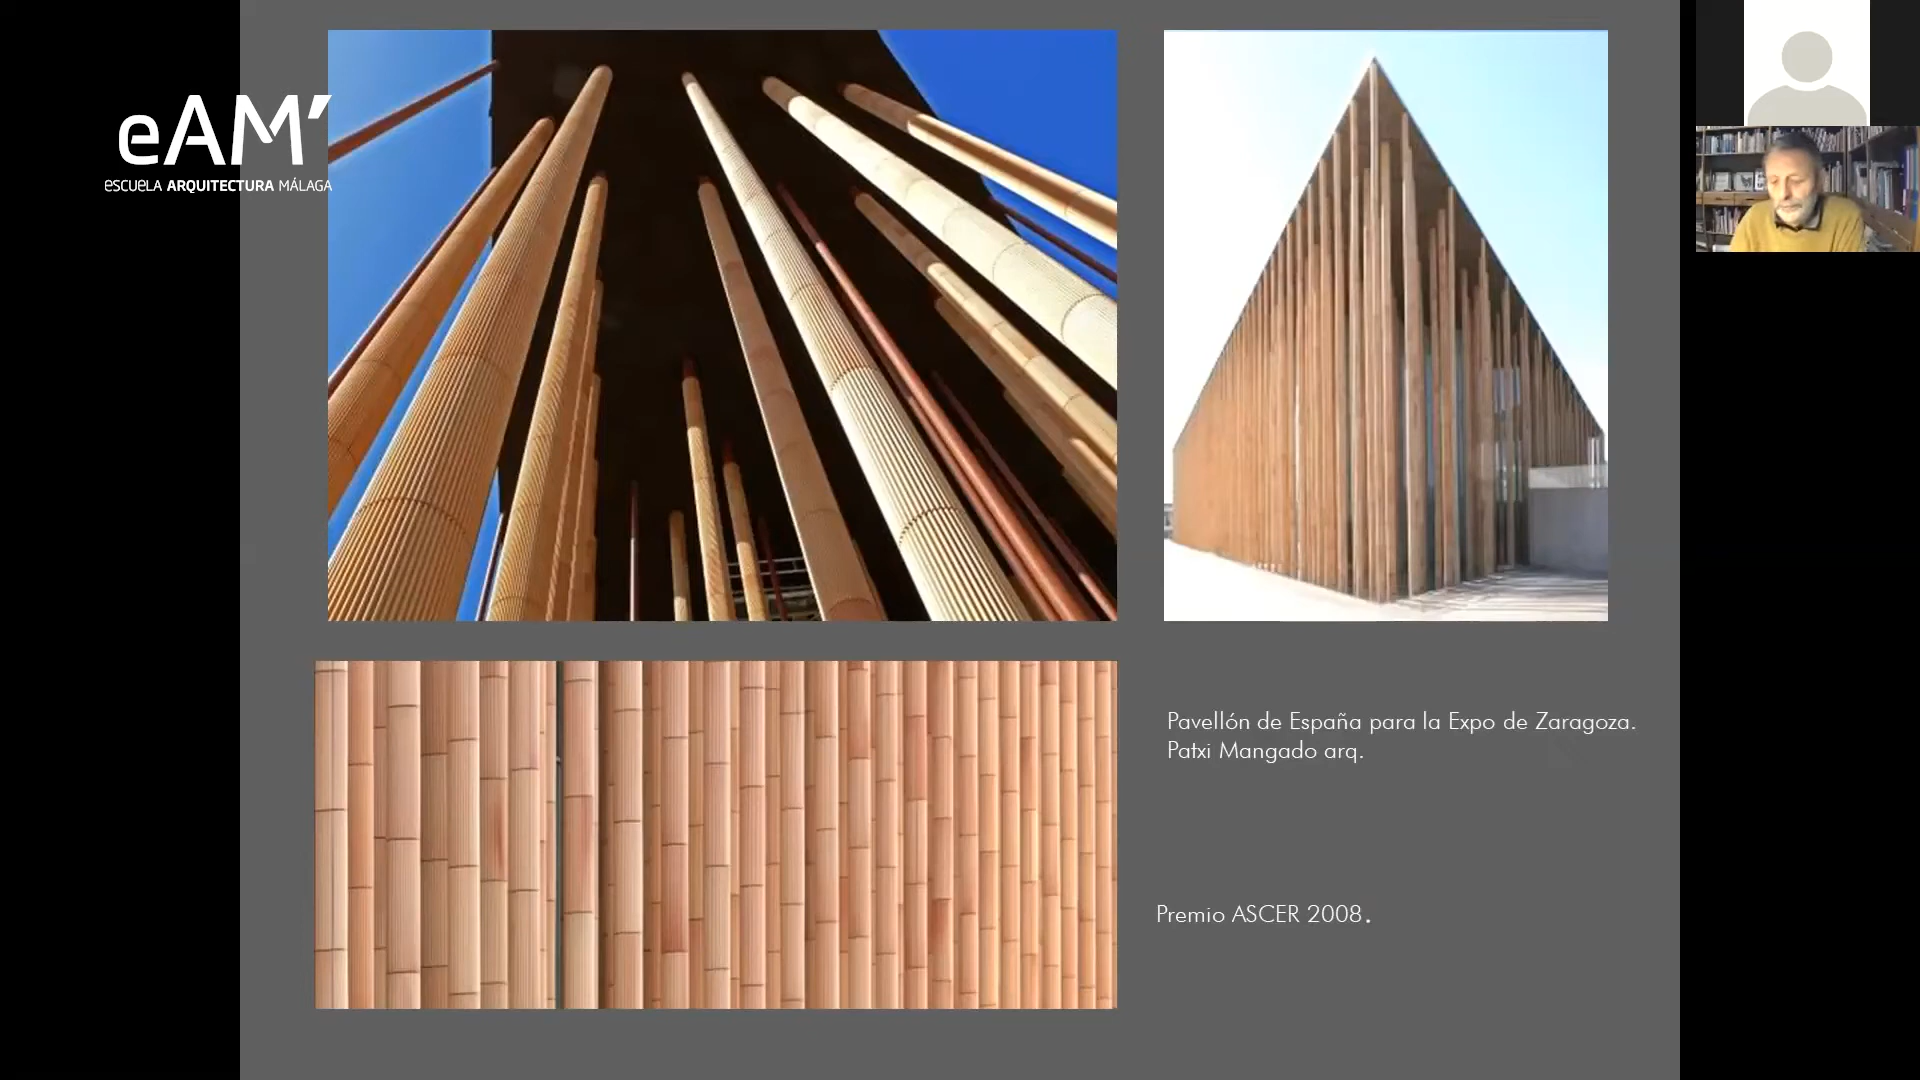 eAM'
escuela ARQUITECTURA MÁLAGA
Pavellón de España para la Expo de Zaragoza.
Patxi Mangado arq.
Premio ASCER 2008.